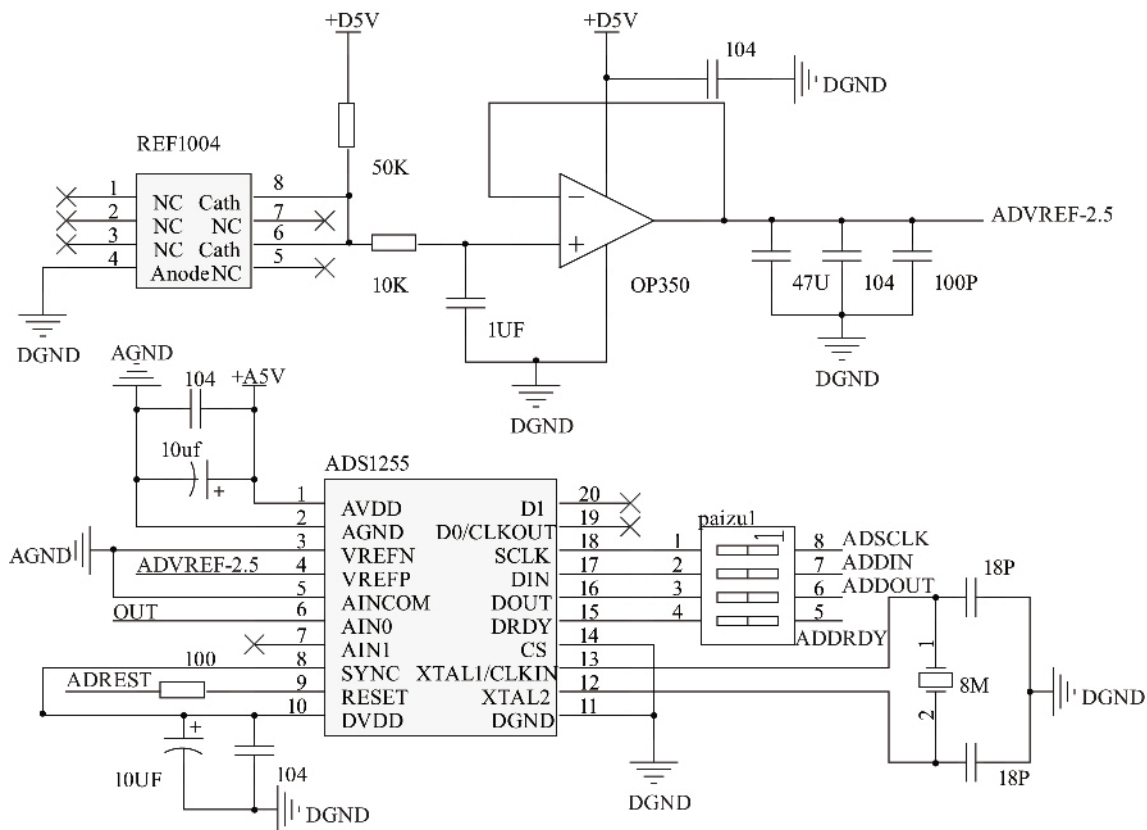 +D5V
+D5V
104
DGND
REF1004
50K
1 NC Cath 8
2 NC NC 7
3 NC Cath 6
4 Anode NC 5
10K
1UF
OP350
ADVREF-2.5
47U
104
100P
DGND
DGND
DGND
AGND
104
+A5V
10uf
+
ADS1255
1 AVDD D1 20
2 AGND D0/CLKOUT 19
3 VREFN SCLK 18
4 VREFP DIN 17
5 AINCOM DOUT 16
6 AIN0 DRDY 15
7 AIN1 CS 14
8 SYNC XTAL1/CLKIN 13
9 RESET XTAL2 12
10 DVDD DGND 11
AGND
ADVREF-2.5
OUT
100
ADREST
+
10UF
104
DGND
DGND
paizu1
1
1 8 ADSCLK
2 7 ADDIN
3 6 ADDOUT
4 5
ADDRDY
18P
1
8M
2
DGND
18P